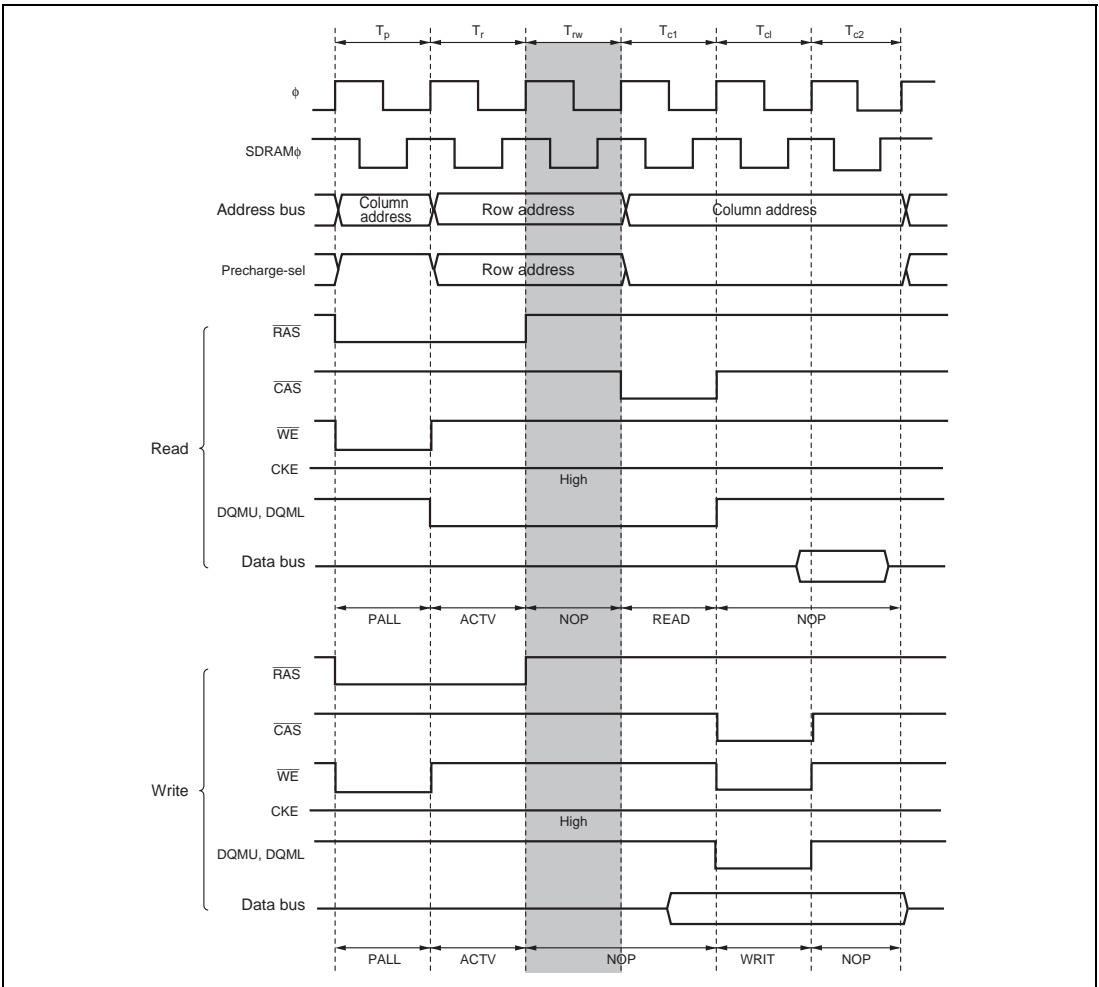 Tp Tr Trw Tc1 Tcl Tc2
ϕ
SDRAMϕ
Address bus Column address Row address Column address
Precharge-sel Row address
Read
RAS
CAS
WE
CKE High
DQMU, DQML
Data bus
PALL ACTV NOP READ NOP
Write
RAS
CAS
WE
CKE High
DQMU, DQML
Data bus
PALL ACTV NOP WRIT NOP